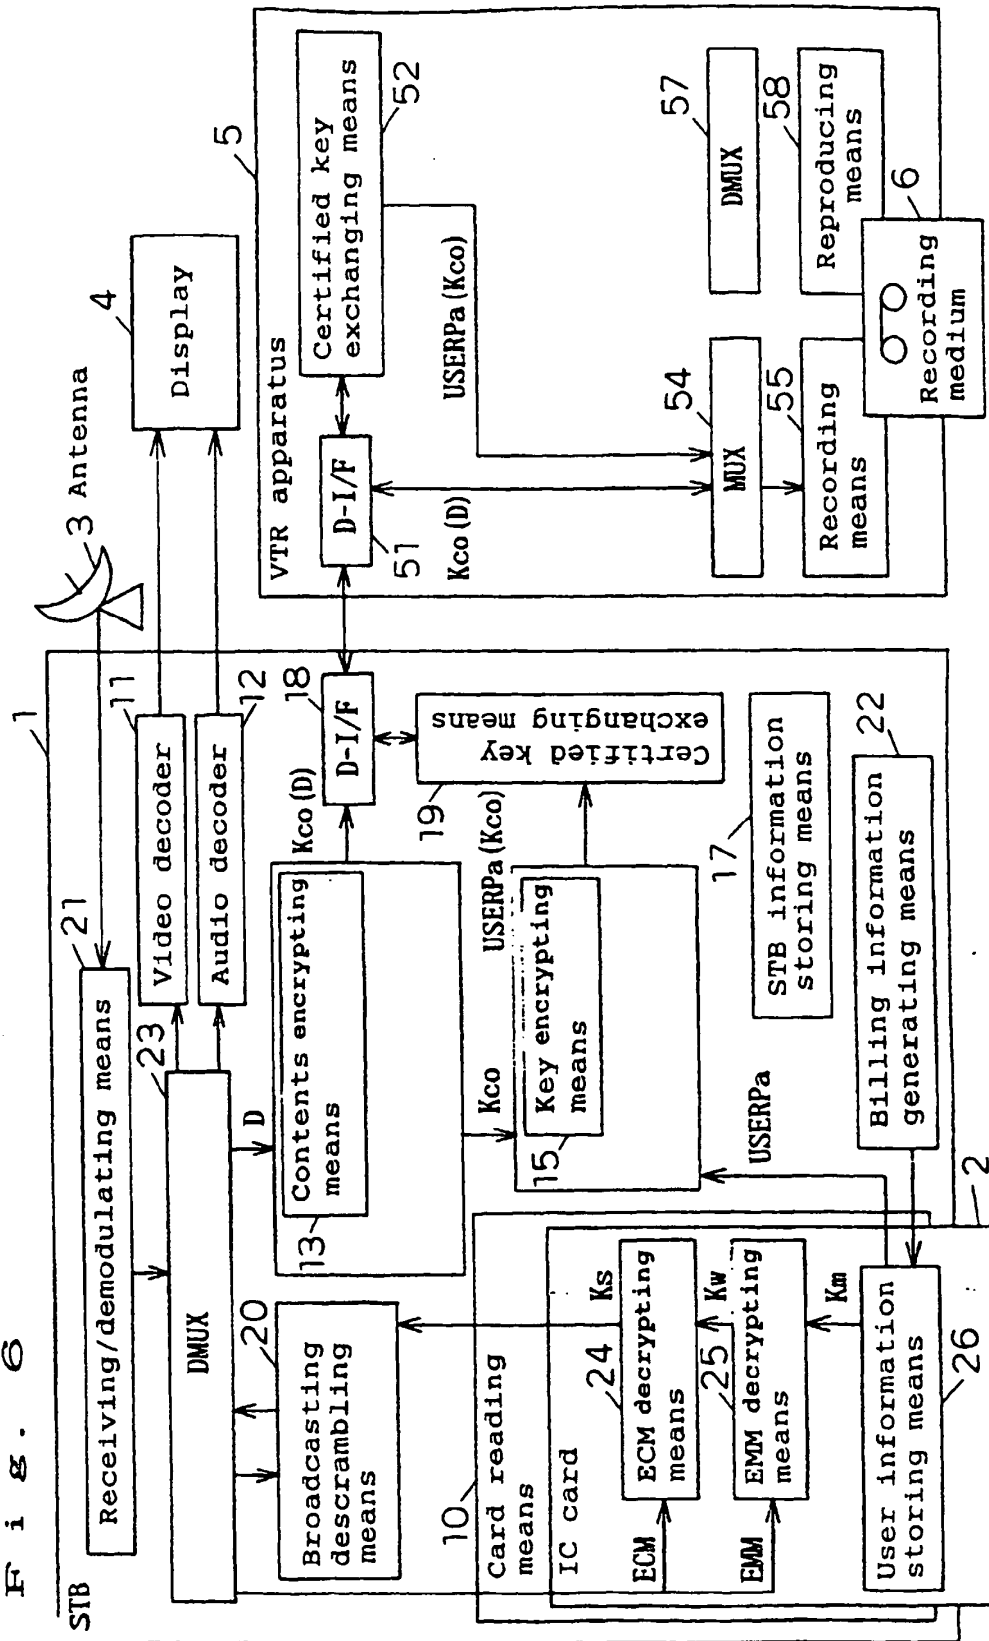 Fig. 6
STB
1
Receiving/demodulating means
21
3 Antenna
DMUX
23
Video decoder
11
Audio decoder
12
Display
4
Broadcasting
descrambling
means
20
D
Contents encrypting
means
13
Kco(D)
D-I/F
18
Certified key
exchanging means
19
Kco
USERPa(Kco)
Key encrypting
means
15
USERPa
STB information
storing means
17
Billing information
generating means
22
10
Card reading
means
IC card
2
ECM
ECM decrypting
means
24
Ks
EMM
EMM decrypting
means
25
Kw
Km
User information
storing means
26
VTR apparatus
5
D-I/F
51
Certified key
exchanging means
52
Kco(D)
USERPa(Kco)
MUX
54
DMUX
57
Recording
means
55
Reproducing
means
58
Recording
medium
6